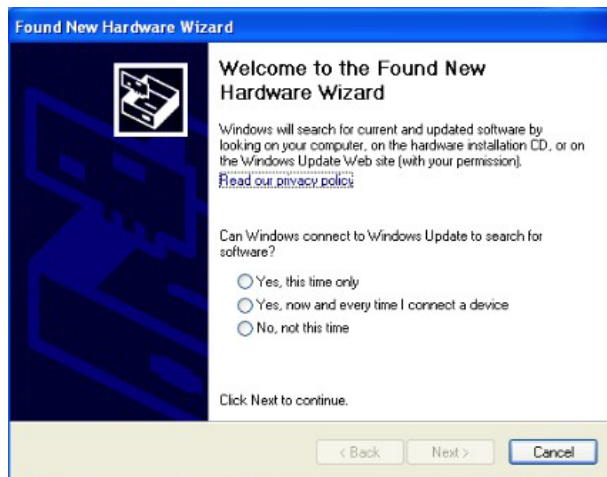 Found New Hardware Wizard
Welcome to the Found New
Hardware Wizard
Windows will search for current and updated software by
looking on your computer, on the hardware installation CD, or on
the Windows Update Web site (with your permission).
Read our privacy policy
Can Windows connect to Windows Update to search for
software?
Yes, this time only
Yes, now and every time I connect a device
No, not this time
Click Next to continue.
< Back Next > Cancel